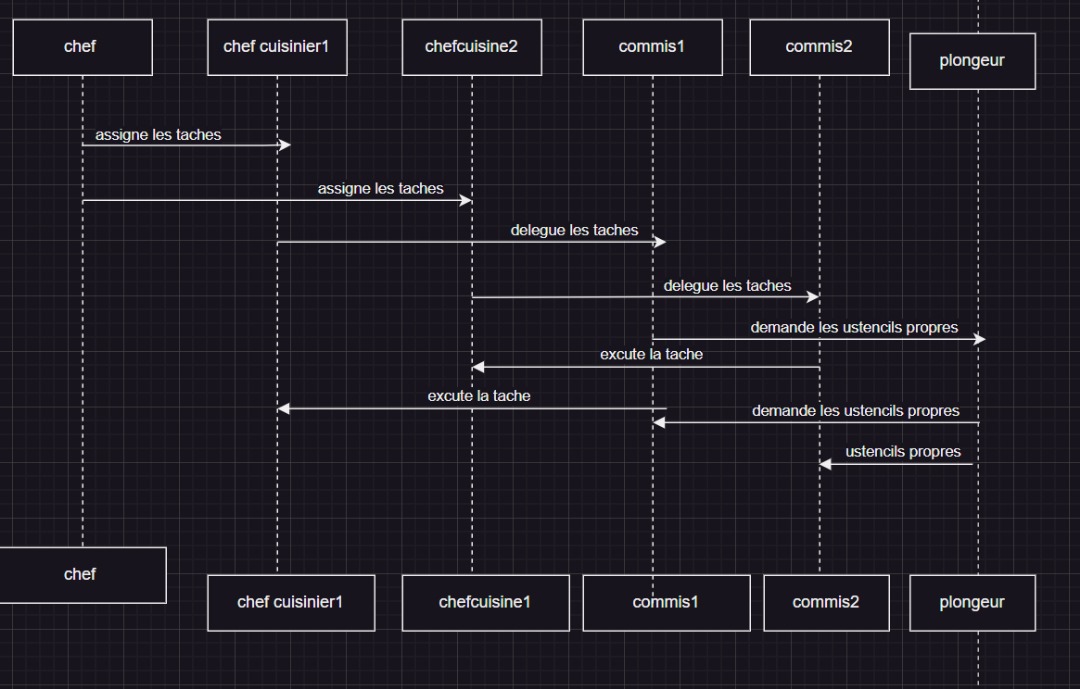 chef
chef cuisinier1
chefcuisine2
commis1
commis2
plongeur
assigne les taches
assigne les taches
delegue les taches
delegue les taches
demande les ustencils propres
excute la tache
excute la tache
demande les ustencils propres
ustencils propres
chef
chef cuisinier1
chefcuisine1
commis1
commis2
plongeur